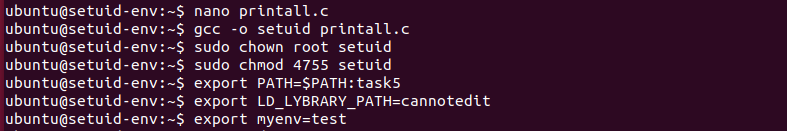 ubuntu@setuid-env:~$ nano printall.c
ubuntu@setuid-env:~$ gcc -o setuid printall.c
ubuntu@setuid-env:~$ sudo chown root setuid
ubuntu@setuid-env:~$ sudo chmod 4755 setuid
ubuntu@setuid-env:~$ export PATH=$PATH:task5
ubuntu@setuid-env:~$ export LD_LYBRARY_PATH=cannotedit
ubuntu@setuid-env:~$ export myenv=test